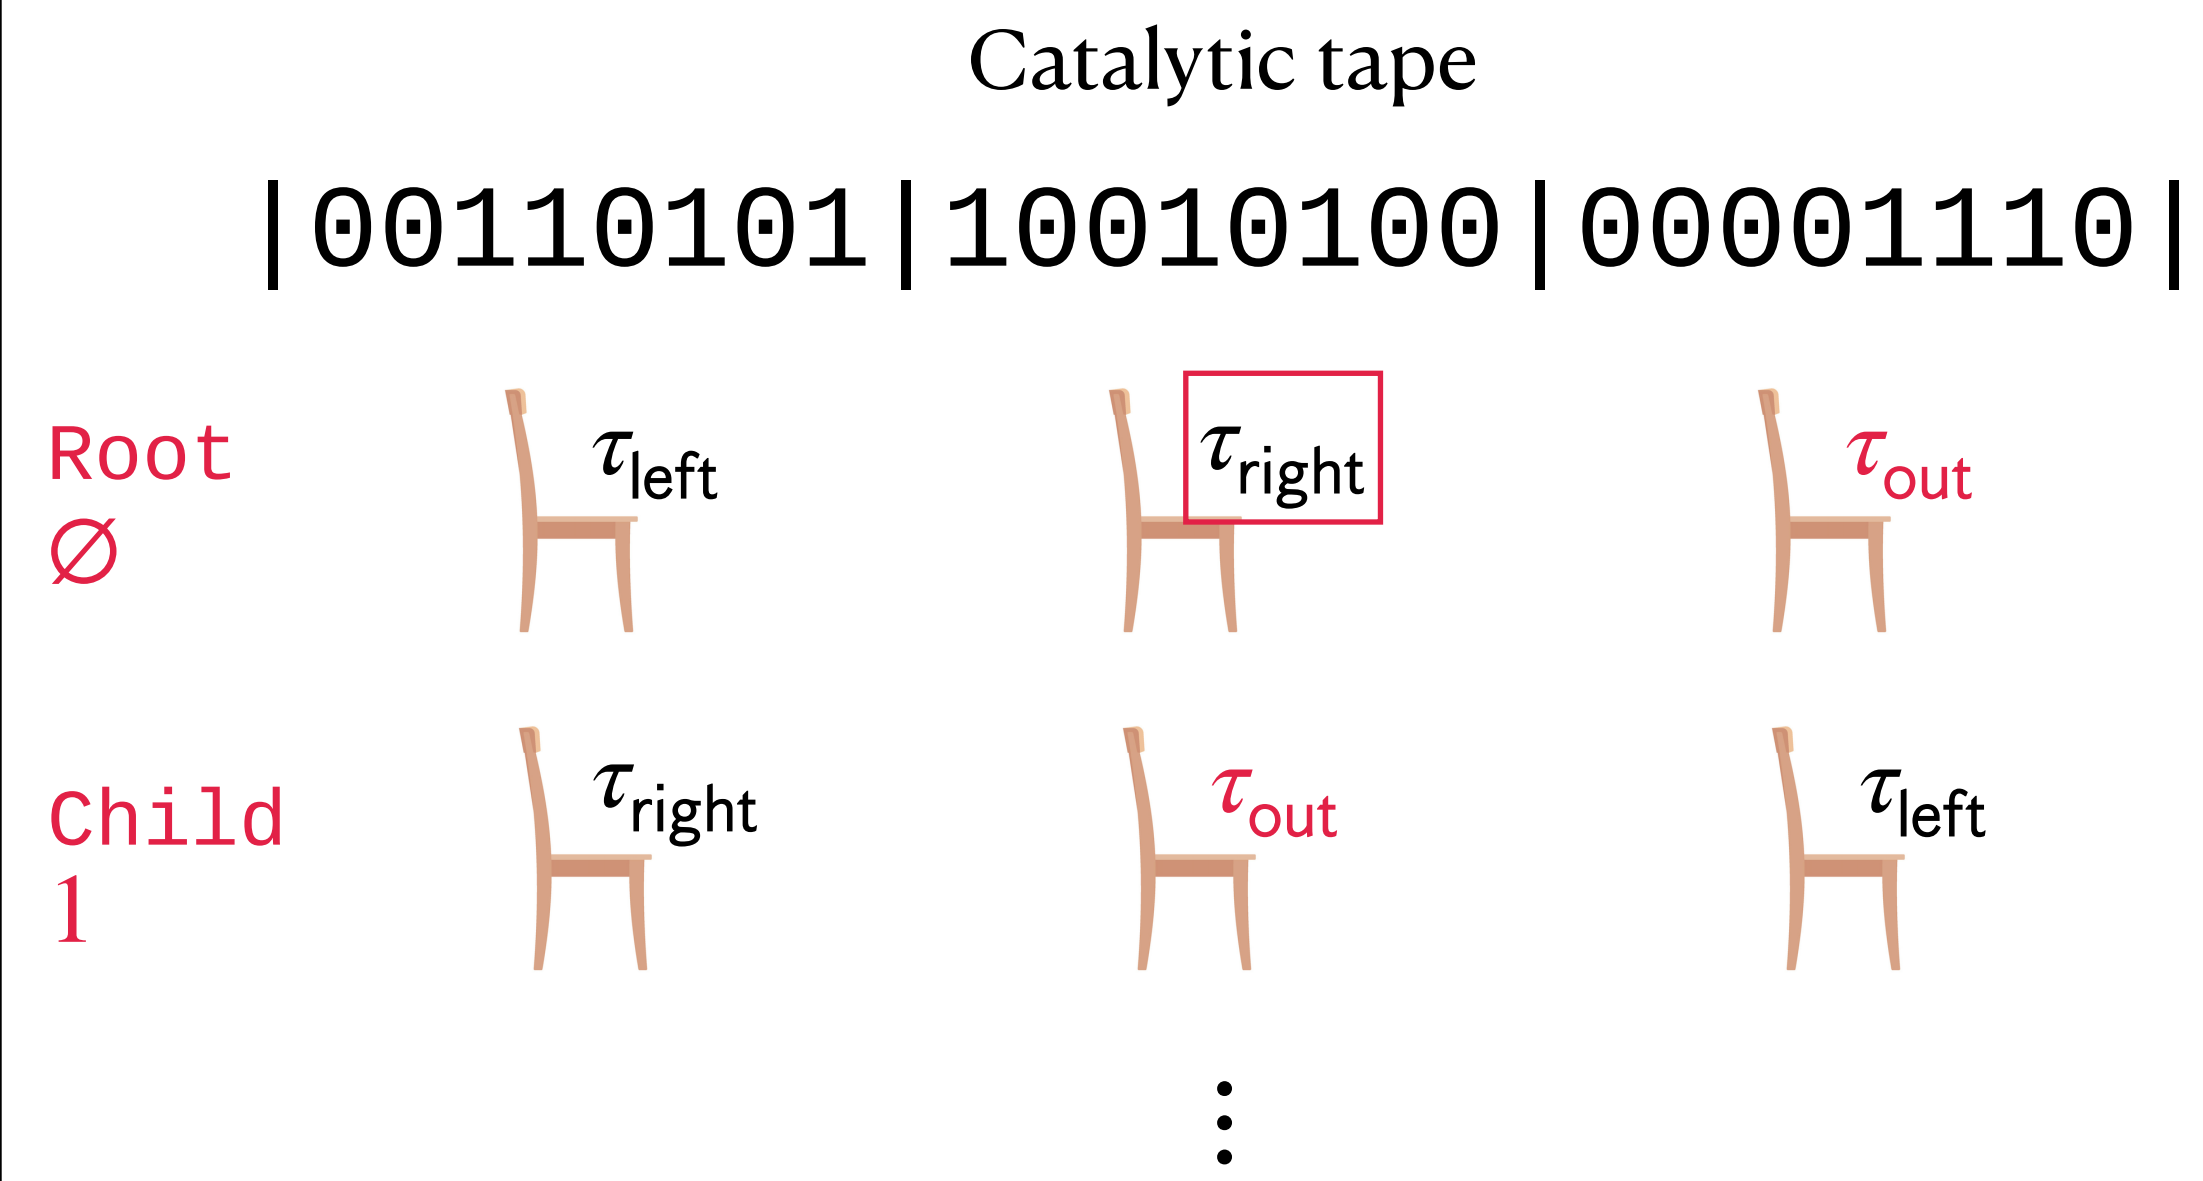 Catalytic tape
|00110101|10010100|00001110|
Root τleft τright τout
∅
Child τright τout τleft
1
⋮